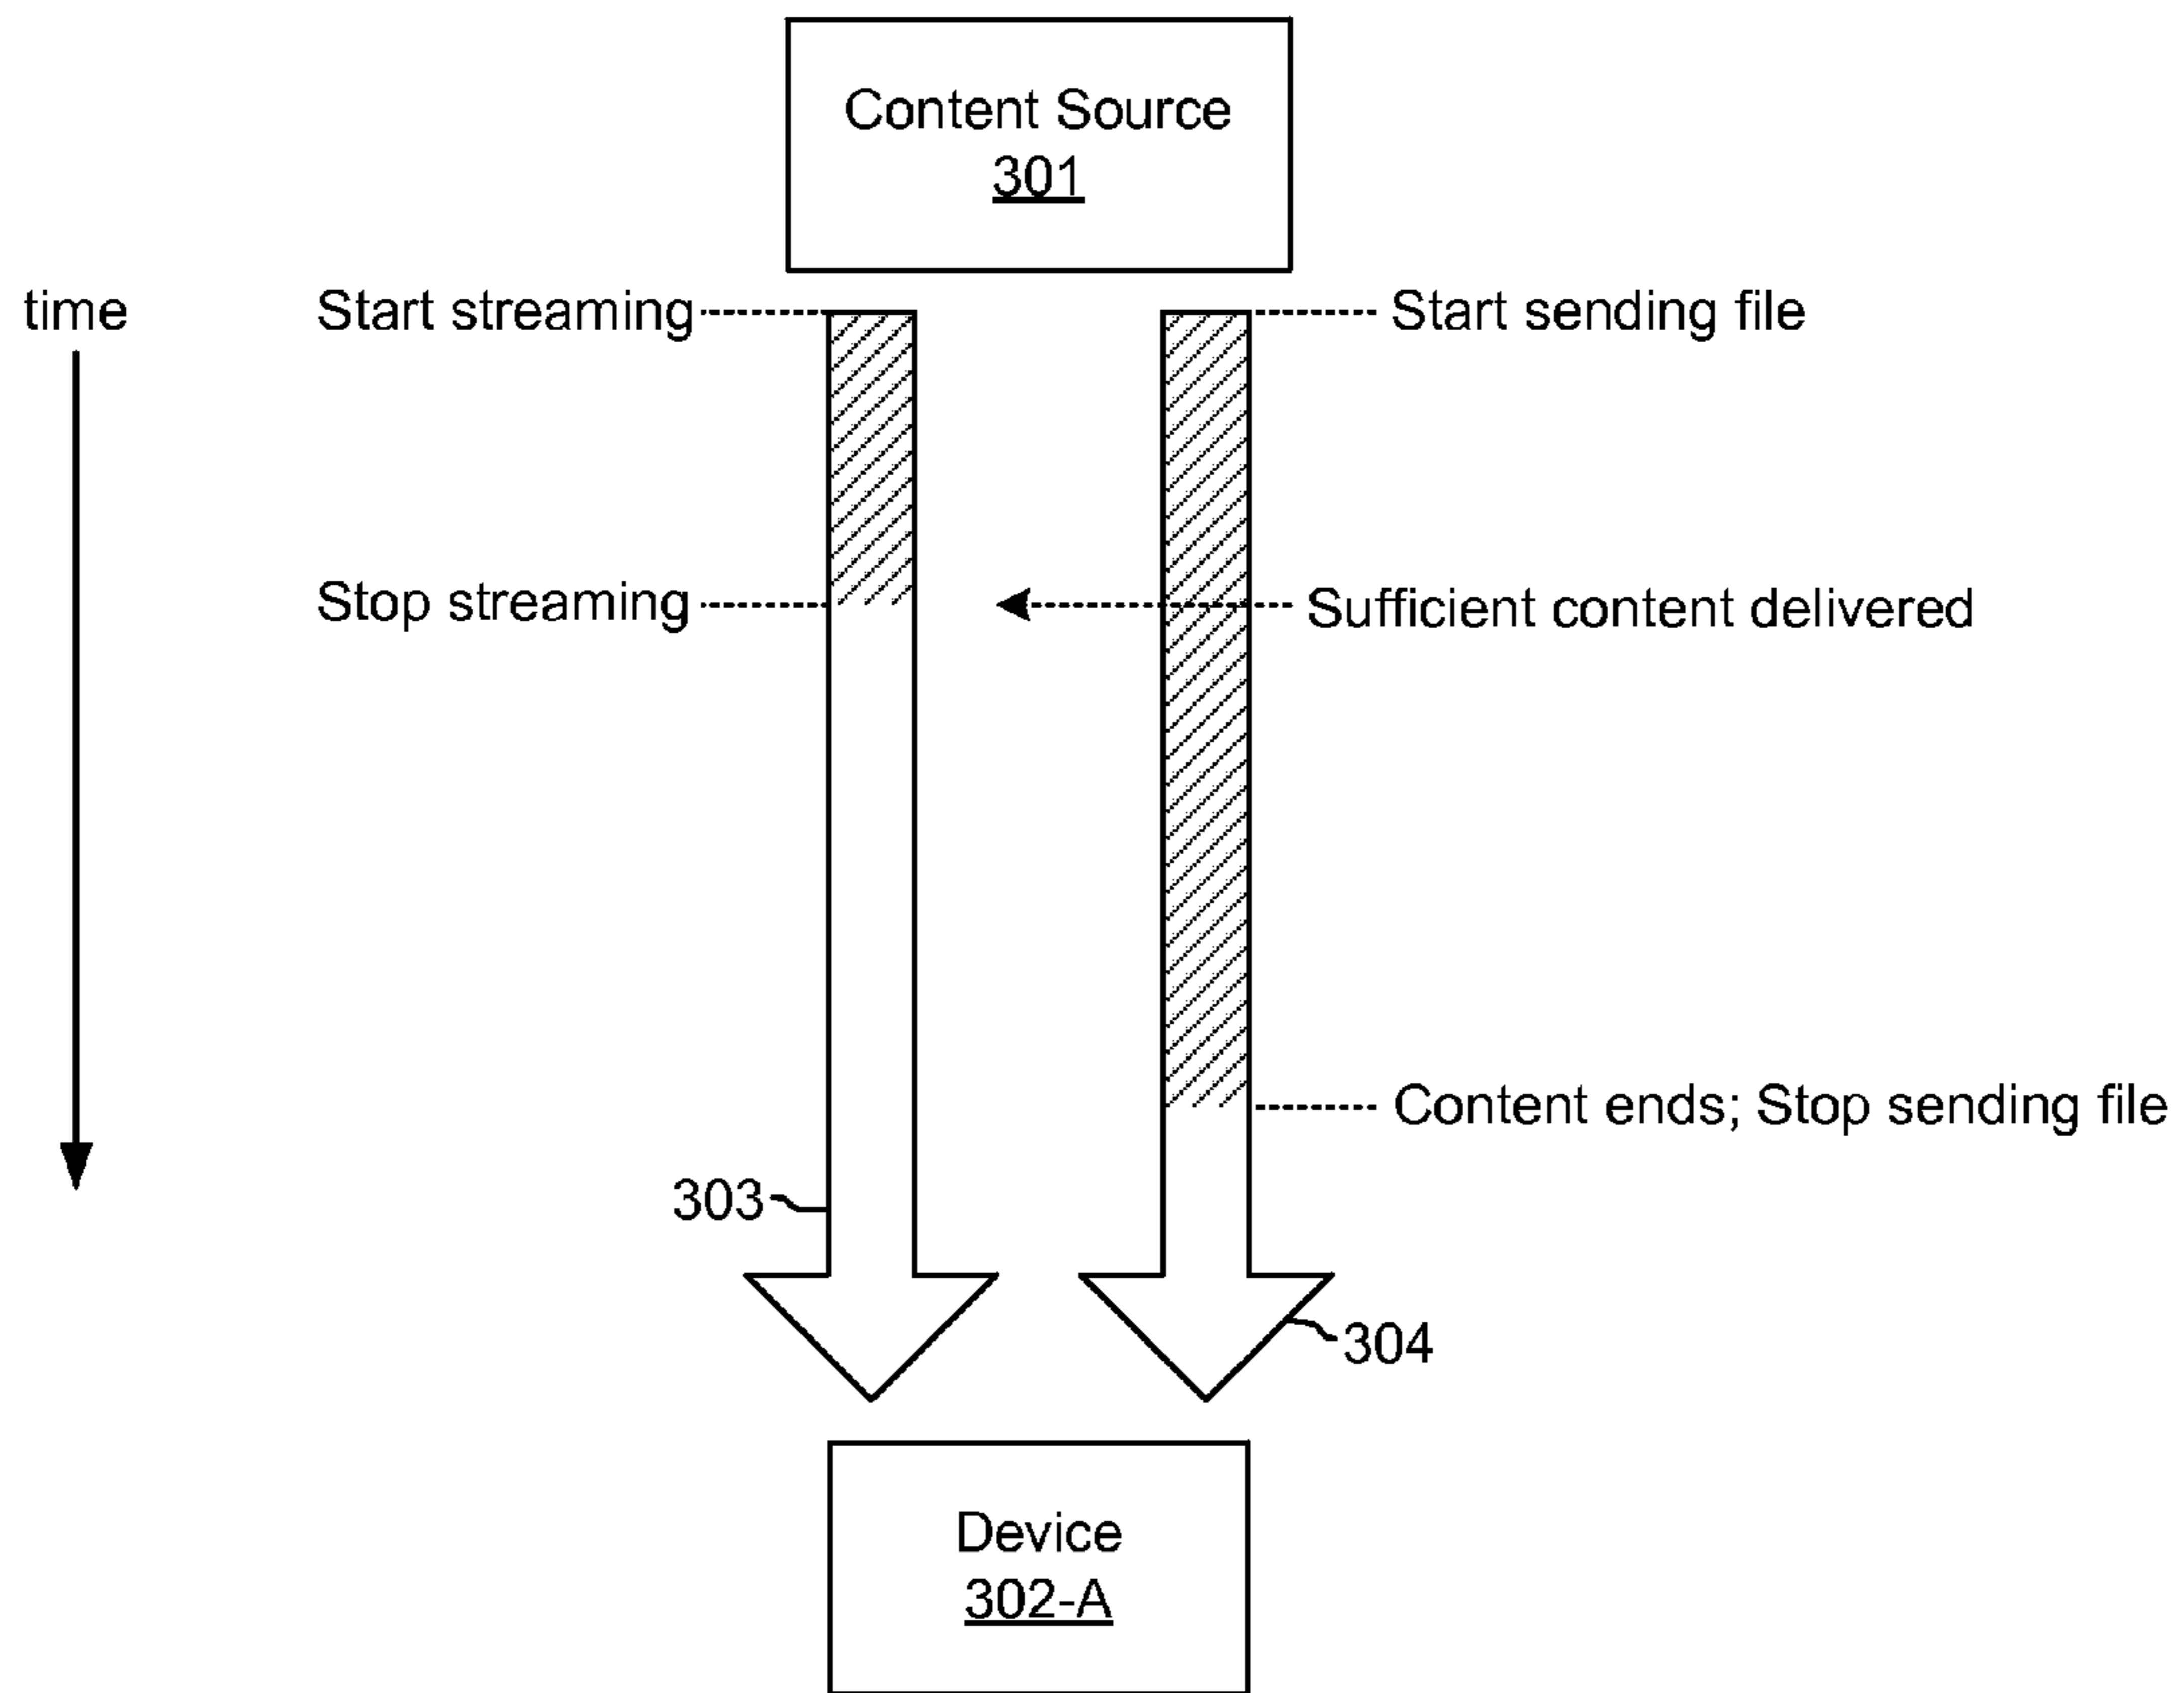 Content Source
301
time
Start streaming
Start sending file
Stop streaming
Sufficient content delivered
Content ends; Stop sending file
303
304
Device
302-A